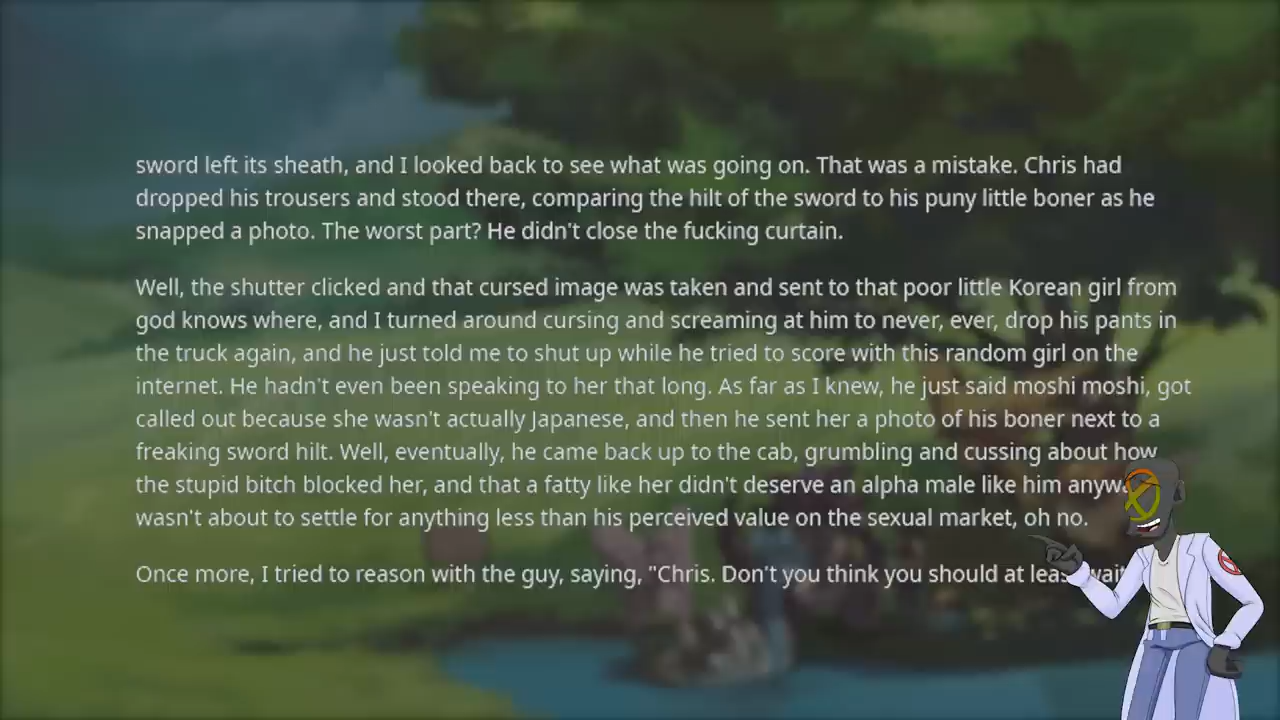 sword left its sheath, and I looked back to see what was going on. That was a mistake. Chris had
dropped his trousers and stood there, comparing the hilt of the sword to his puny little boner as he
snapped a photo. The worst part? He didn't close the fucking curtain.
Well, the shutter clicked and that cursed image was taken and sent to that poor little Korean girl from
god knows where, and I turned around cursing and screaming at him to never, ever, drop his pants in
the truck again, and he just told me to shut up while he tried to score with this random girl on the
internet. He hadn't even been speaking to her that long. As far as I knew, he just said moshi moshi, got
called out because she wasn't actually Japanese, and then he sent her a photo of his boner next to a
freaking sword hilt. Well, eventually, he came back up to the cab, grumbling and cussing about how
the stupid bitch blocked her, and that a fatty like her didn't deserve an alpha male like him
wasn't about to settle for anything less than his perceived value on the sexual market, oh no.
Once more, I tried to reason with the guy, saying, "Chris. Don't you think you should at